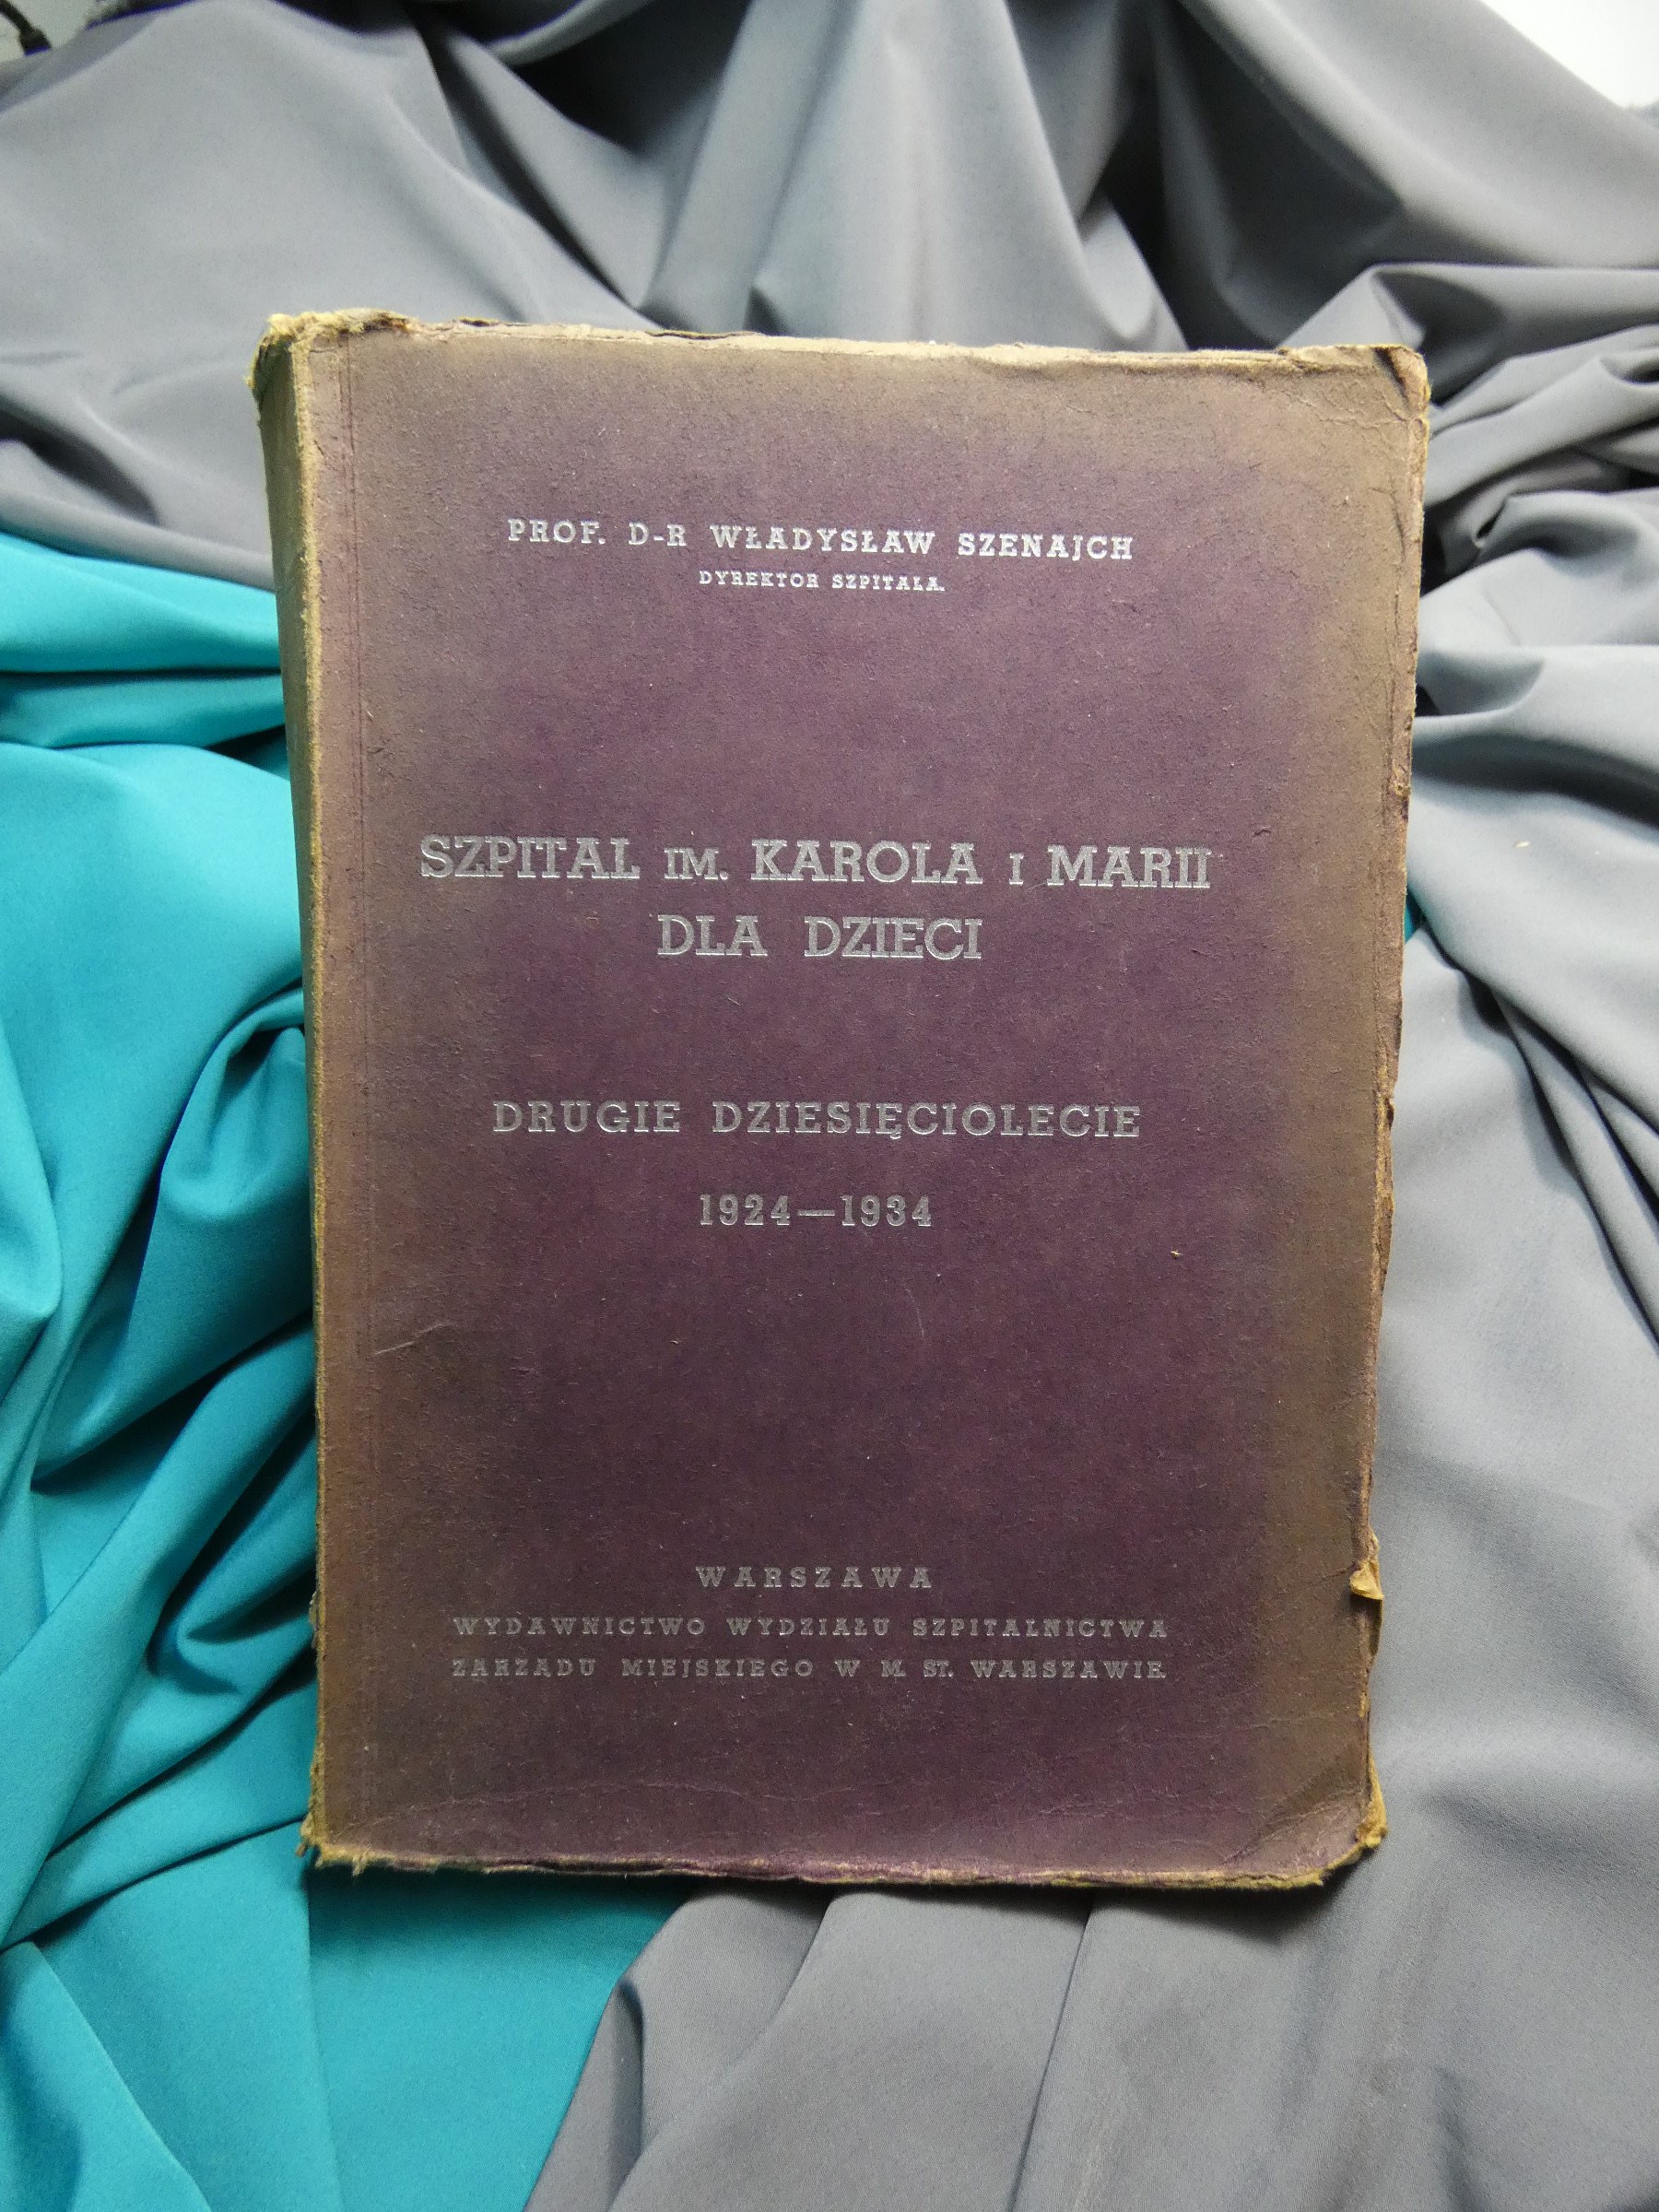 PROF. D-R WŁADYSŁAW SZENAJCH
DYREKTOR SZPITALA.
SZPITAL IM. KAROLA I MARII
DLA DZIECI
DRUGIE DZIESIĘCIOLECIE
1924—1934
WARSZAWA
WYDAWNICTWO WYDZIAŁU SZPITALNICTWA
ZARZĄDU MIEJSKIEGO W M. ST. WARSZAWIE.